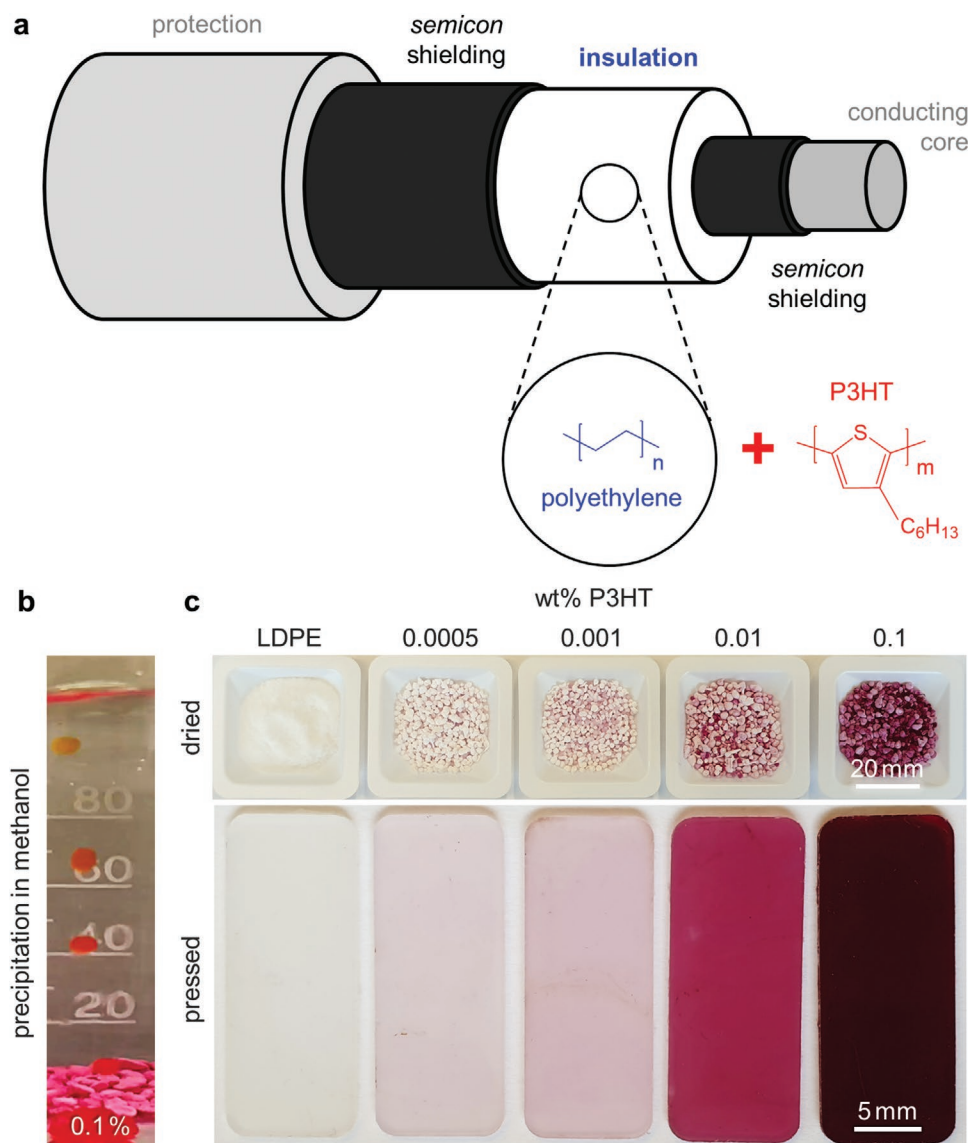 a
protection
semicon
shielding
insulation
conducting
core
semicon
shielding
n
polyethylene
+
P3HT
S
m
C6H13
b
precipitation in methanol
80
60
40
20
0.1%
c
wt% P3HT
LDPE 0.0005 0.001 0.01 0.1
dried
20 mm
pressed
5 mm